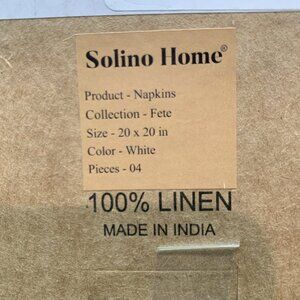 Solino Home®
Product - Napkins
Collection - Fete
Size - 20 x 20 in
Color - White
Pieces - 04
100% LINEN
MADE IN INDIA